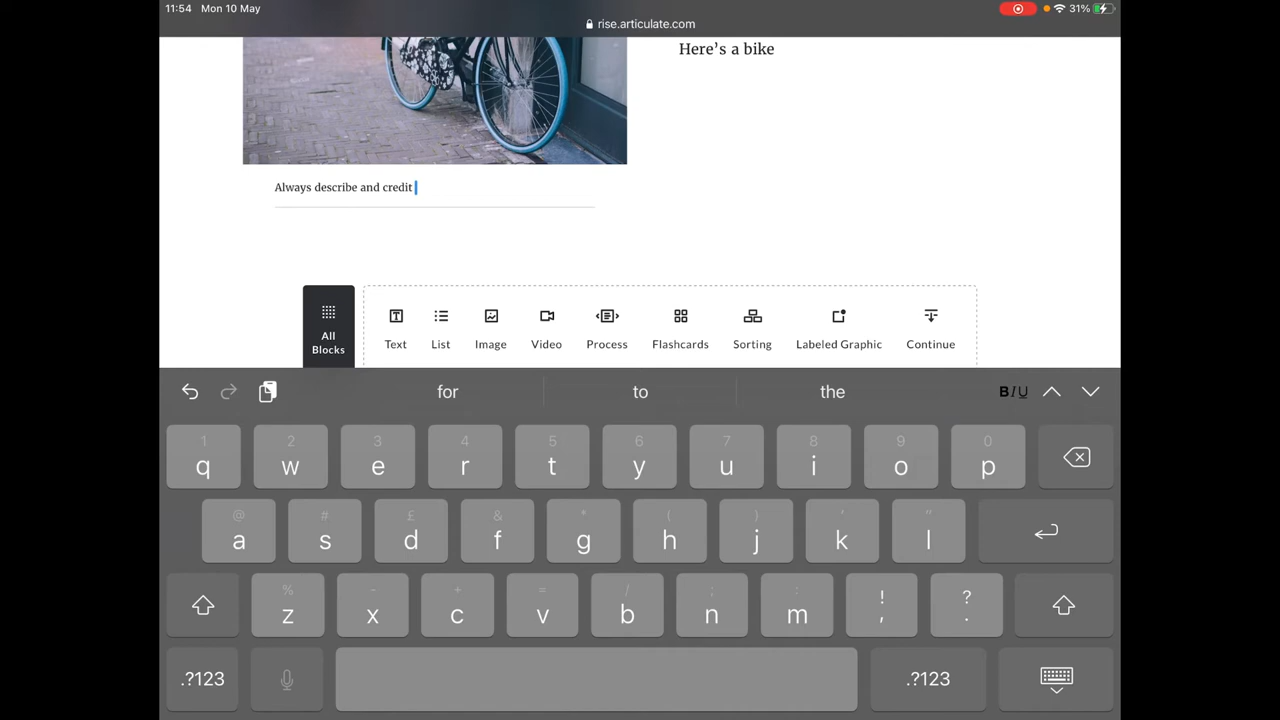 11:54 Mon 10 May
31%
rise.articulate.com
Here's a bike
Always describe and credit
All
Blocks
Text
List
Image
Video
Process
Flashcards
Sorting
Labeled Graphic
Continue
for
to
the
BIU
1 2 3 4 5 6 7 8 9 0
q w e r t y u i o p
@ # £ & * ( ) ' "
a s d f g h j k l
% - + = / ; : ! ?
z x c v b n m , .
.?123
.?123